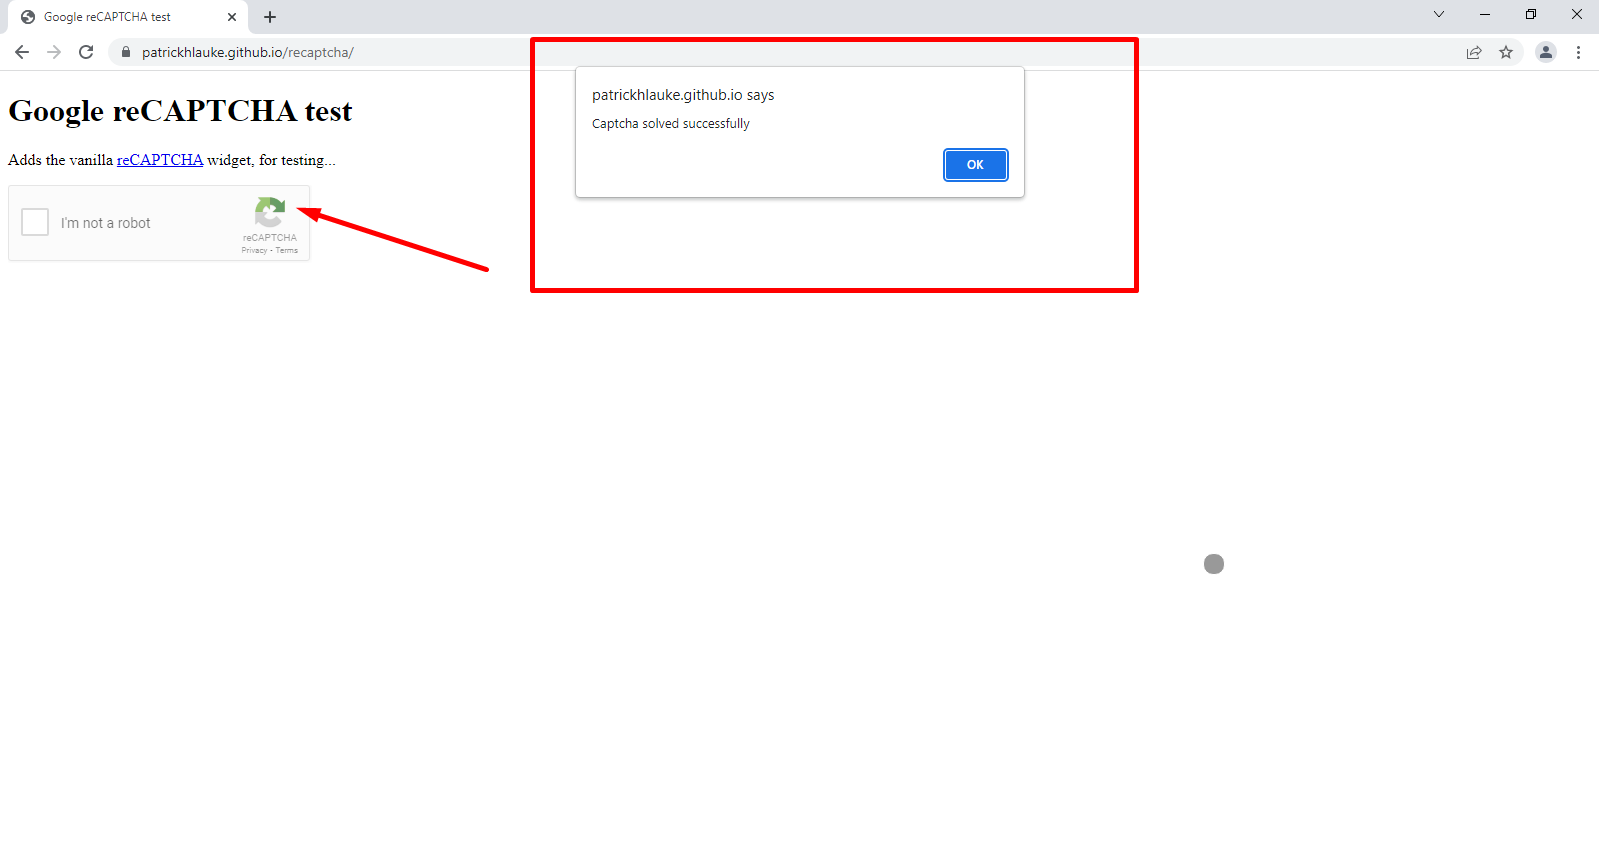 Google reCAPTCHA test
patrickhlauke.github.io/recaptcha/
patrickhlauke.github.io says
Captcha solved successfully
OK
Google reCAPTCHA test
Adds the vanilla reCAPTCHA widget, for testing...
I'm not a robot
reCAPTCHA
Privacy - Terms